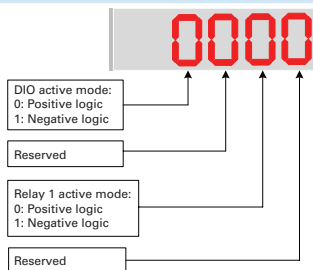 0000
DIO active mode:
0: Positive logic
1: Negative logic
Reserved
Relay 1 active mode:
0: Positive logic
1: Negative logic
Reserved